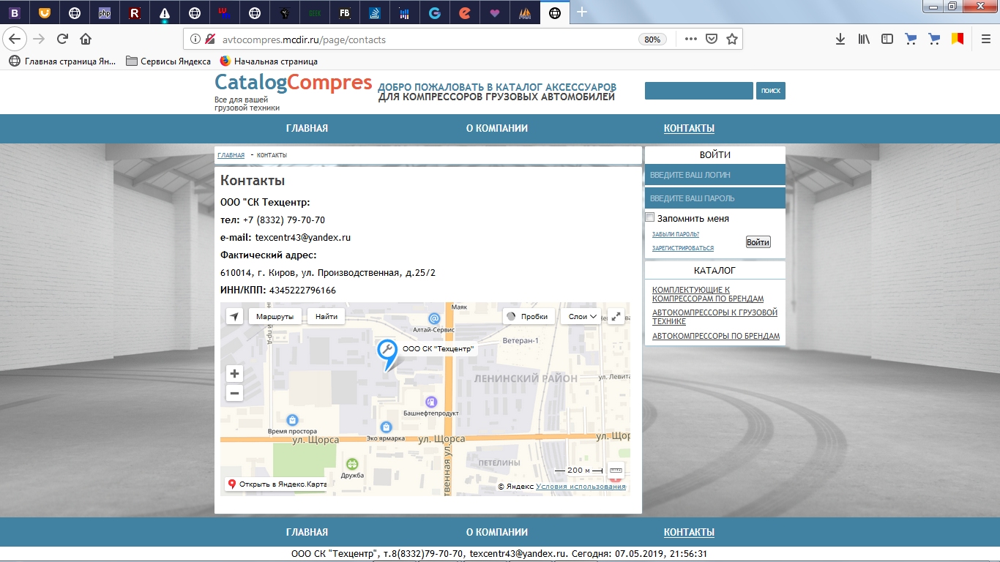 avtocompres.mcdir.ru/page/contacts
80%
Главная страница Ян...
Сервисы Яндекса
Начальная страница
CatalogCompres
Все для вашей
грузовой техники
ДОБРО ПОЖАЛОВАТЬ В КАТАЛОГ АКСЕССУАРОВ
ДЛЯ КОМПРЕССОРОВ ГРУЗОВЫХ АВТОМОБИЛЕЙ
ПОИСК
ГЛАВНАЯ
О КОМПАНИИ
КОНТАКТЫ
ГЛАВНАЯ - КОНТАКТЫ
Контакты
ООО "СК Техцентр:
тел: +7 (8332) 79-70-70
e-mail: texcentr43@yandex.ru
Фактический адрес:
610014, г. Киров, ул. Производственная, д.25/2
ИНН/КПП: 4345222796166
Маяк
Маршруты
Найти
Пробки
Слои
й пр-д
Алтай-Сервис
Ветеран-1
ООО СК "Техцентр"
ЛЕНИНСКИЙ РАЙОН
ул. Левита
Башнефтепродукт
Время простора
Эко ярмарка
ул. Щорса
ул. Щорса
ул. Щор
ПЕТЕЛИНЫ
Дружба
ственная ул.
200 м
Открыть в Яндекс.Карта
© Яндекс Условия использования
ВОЙТИ
ВВЕДИТЕ ВАШ ЛОГИН
ВВЕДИТЕ ВАШ ПАРОЛЬ
Запомнить меня
ЗАБЫЛИ ПАРОЛЬ?
ЗАРЕГИСТРИРОВАТЬСЯ
Войти
КАТАЛОГ
КОМПЛЕКТУЮЩИЕ К
КОМПРЕССОРАМ ПО БРЕНДАМ
АВТОКОМПРЕССОРЫ К ГРУЗОВОЙ
ТЕХНИКЕ
АВТОКОМПРЕССОРЫ ПО БРЕНДАМ
ГЛАВНАЯ
О КОМПАНИИ
КОНТАКТЫ
ООО СК "Техцентр", т.8(8332)79-70-70, texcentr43@yandex.ru. Сегодня: 07.05.2019, 21:56:31